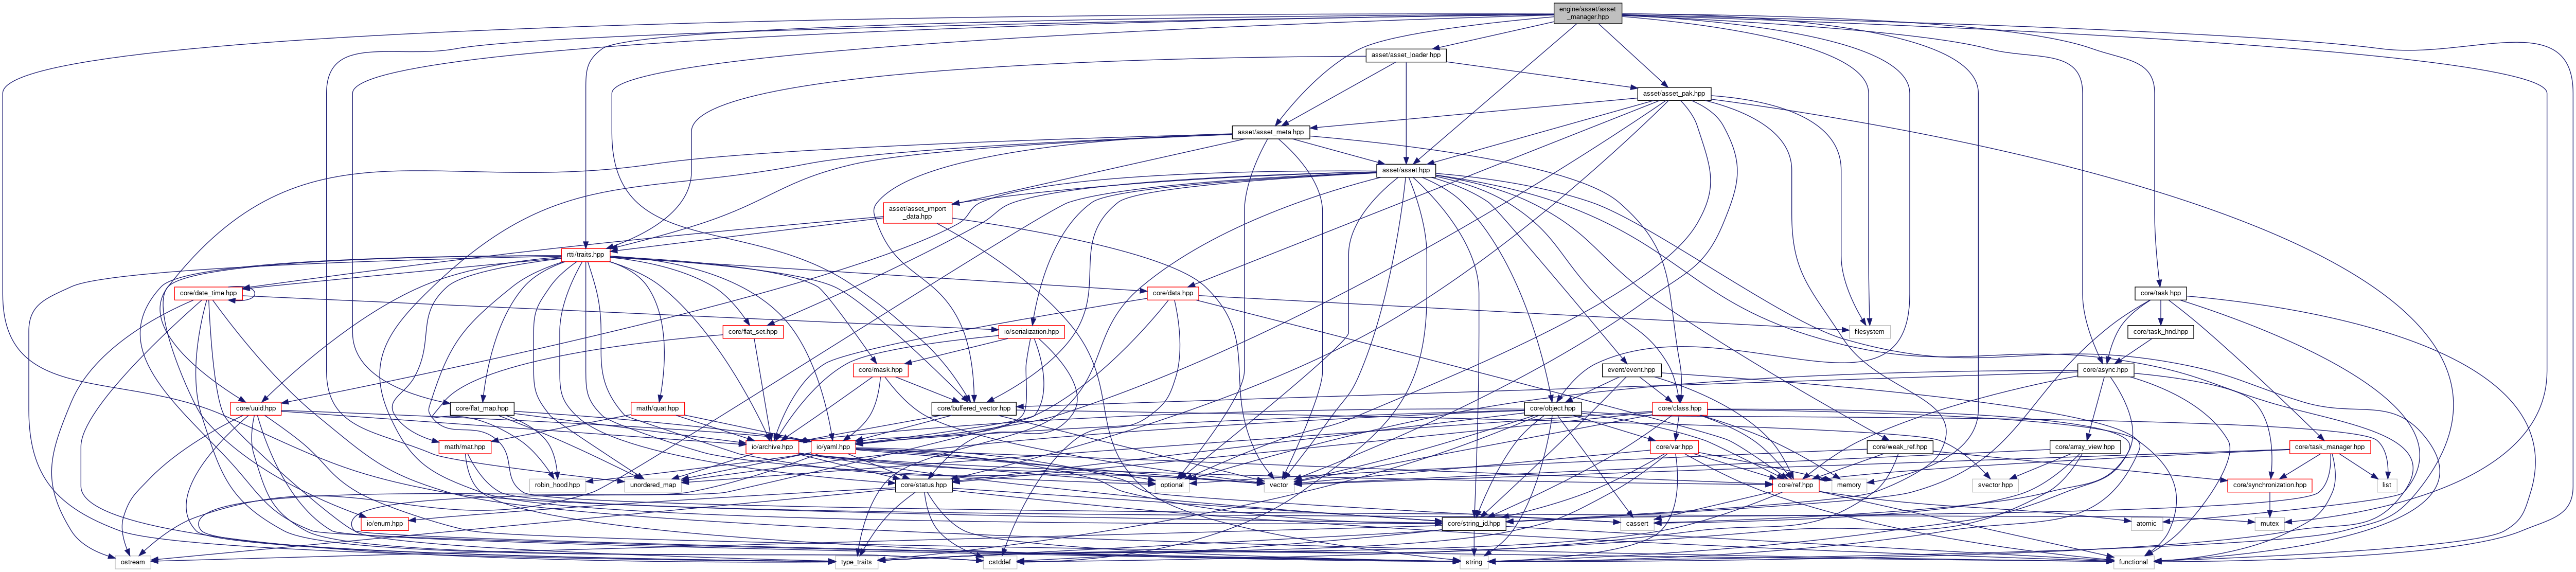 engine/asset/asset
_manager.hpp
asset/asset_loader.hpp
asset/asset_pak.hpp
asset/asset_meta.hpp
asset/asset.hpp
asset/asset_import
_data.hpp
rtti/traits.hpp
core/date_time.hpp
core/data.hpp
core/task.hpp
core/flat_set.hpp
io/serialization.hpp
filesystem
core/task_hnd.hpp
core/mask.hpp
event/event.hpp
core/async.hpp
core/uuid.hpp
core/flat_map.hpp
math/quat.hpp
core/buffered_vector.hpp
core/object.hpp
core/class.hpp
math/mat.hpp
io/archive.hpp
io/yaml.hpp
core/var.hpp
core/weak_ref.hpp
core/array_view.hpp
core/task_manager.hpp
robin_hood.hpp
unordered_map
core/status.hpp
optional
vector
core/ref.hpp
memory
svector.hpp
core/synchronization.hpp
list
io/enum.hpp
core/string_id.hpp
cassert
atomic
mutex
ostream
type_traits
cstddef
string
functional